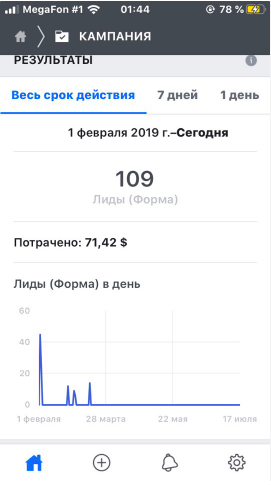 MegaFon #1 01:44 78 %
КАМПАНИЯ
РЕЗУЛЬТАТЫ
Весь срок действия 7 дней 1 день
1 февраля 2019 г.–Сегодня
109
Лиды (Форма)
Потрачено: 71,42 $
Лиды (Форма) в день
60
40
20
0
1 февраля 28 марта 22 мая 17 июля